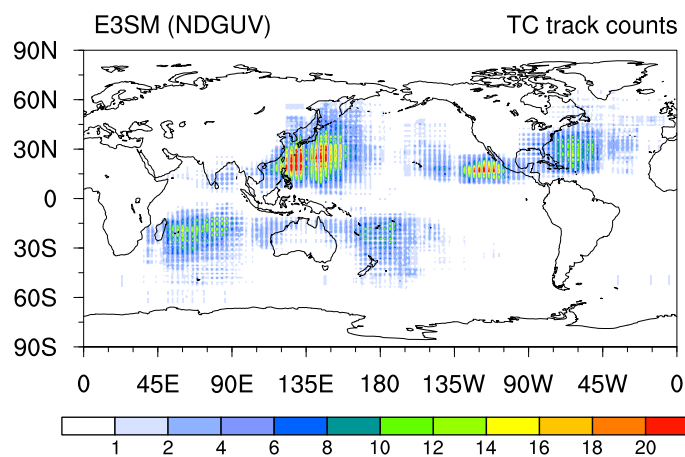 E3SM (NDGUV) TC track counts
90N
60N
30N
0
30S
60S
90S
0 45E 90E 135E 180 135W 90W 45W 0
1 2 4 6 8 10 12 14 16 18 20